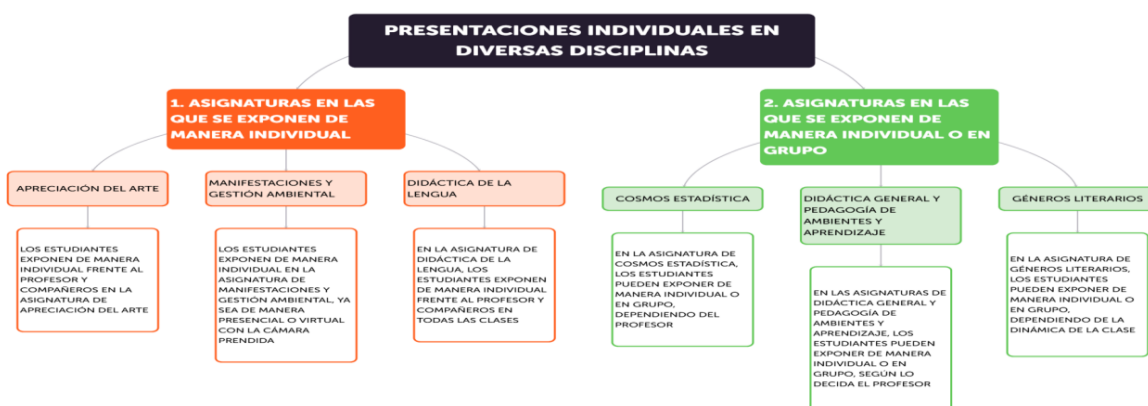 PRESENTACIONES INDIVIDUALES EN
DIVERSAS DISCIPLINAS
1. ASIGNATURAS EN LAS
QUE SE EXPONEN DE
MANERA INDIVIDUAL
APRECIACIÓN DEL ARTE
LOS ESTUDIANTES
EXPONEN DE MANERA
INDIVIDUAL FRENTE AL
PROFESOR Y
COMPAÑEROS EN LA
ASIGNATURA DE
APRECIACIÓN DEL ARTE
MANIFESTACIONES Y
GESTIÓN AMBIENTAL
LOS ESTUDIANTES
EXPONEN DE MANERA
INDIVIDUAL EN LA
ASIGNATURA DE
MANIFESTACIONES Y
GESTIÓN AMBIENTAL, YA
SEA DE MANERA
PRESENCIAL O VIRTUAL
CON LA CÁMARA
PRENDIDA
DIDÁCTICA DE LA
LENGUA
EN LA ASIGNATURA DE
DIDÁCTICA DE LA
LENGUA, LOS
ESTUDIANTES EXPONEN
DE MANERA INDIVIDUAL
FRENTE AL PROFESOR Y
COMPAÑEROS EN
TODAS LAS CLASES
2. ASIGNATURAS EN LAS
QUE SE EXPONEN DE
MANERA INDIVIDUAL O EN
GRUPO
COSMOS ESTADÍSTICA
EN LA ASIGNATURA DE
COSMOS ESTADÍSTICA,
LOS ESTUDIANTES
PUEDEN EXPONER DE
MANERA INDIVIDUAL O
EN GRUPO,
DEPENDIENDO DEL
PROFESOR
DIDÁCTICA GENERAL Y
PEDAGOGÍA DE
AMBIENTES Y
APRENDIZAJE
EN LAS ASIGNATURAS DE
DIDÁCTICA GENERAL Y
PEDAGOGÍA DE
AMBIENTES Y
APRENDIZAJE, LOS
ESTUDIANTES PUEDEN
EXPONER DE MANERA
INDIVIDUAL O EN
GRUPO, SEGÚN LO
DECIDA EL PROFESOR
GÉNEROS LITERARIOS
EN LA ASIGNATURA DE
GÉNEROS LITERARIOS,
LOS ESTUDIANTES
PUEDEN EXPONER DE
MANERA INDIVIDUAL O
EN GRUPO,
DEPENDIENDO DE LA
DINÁMICA DE LA CLASE